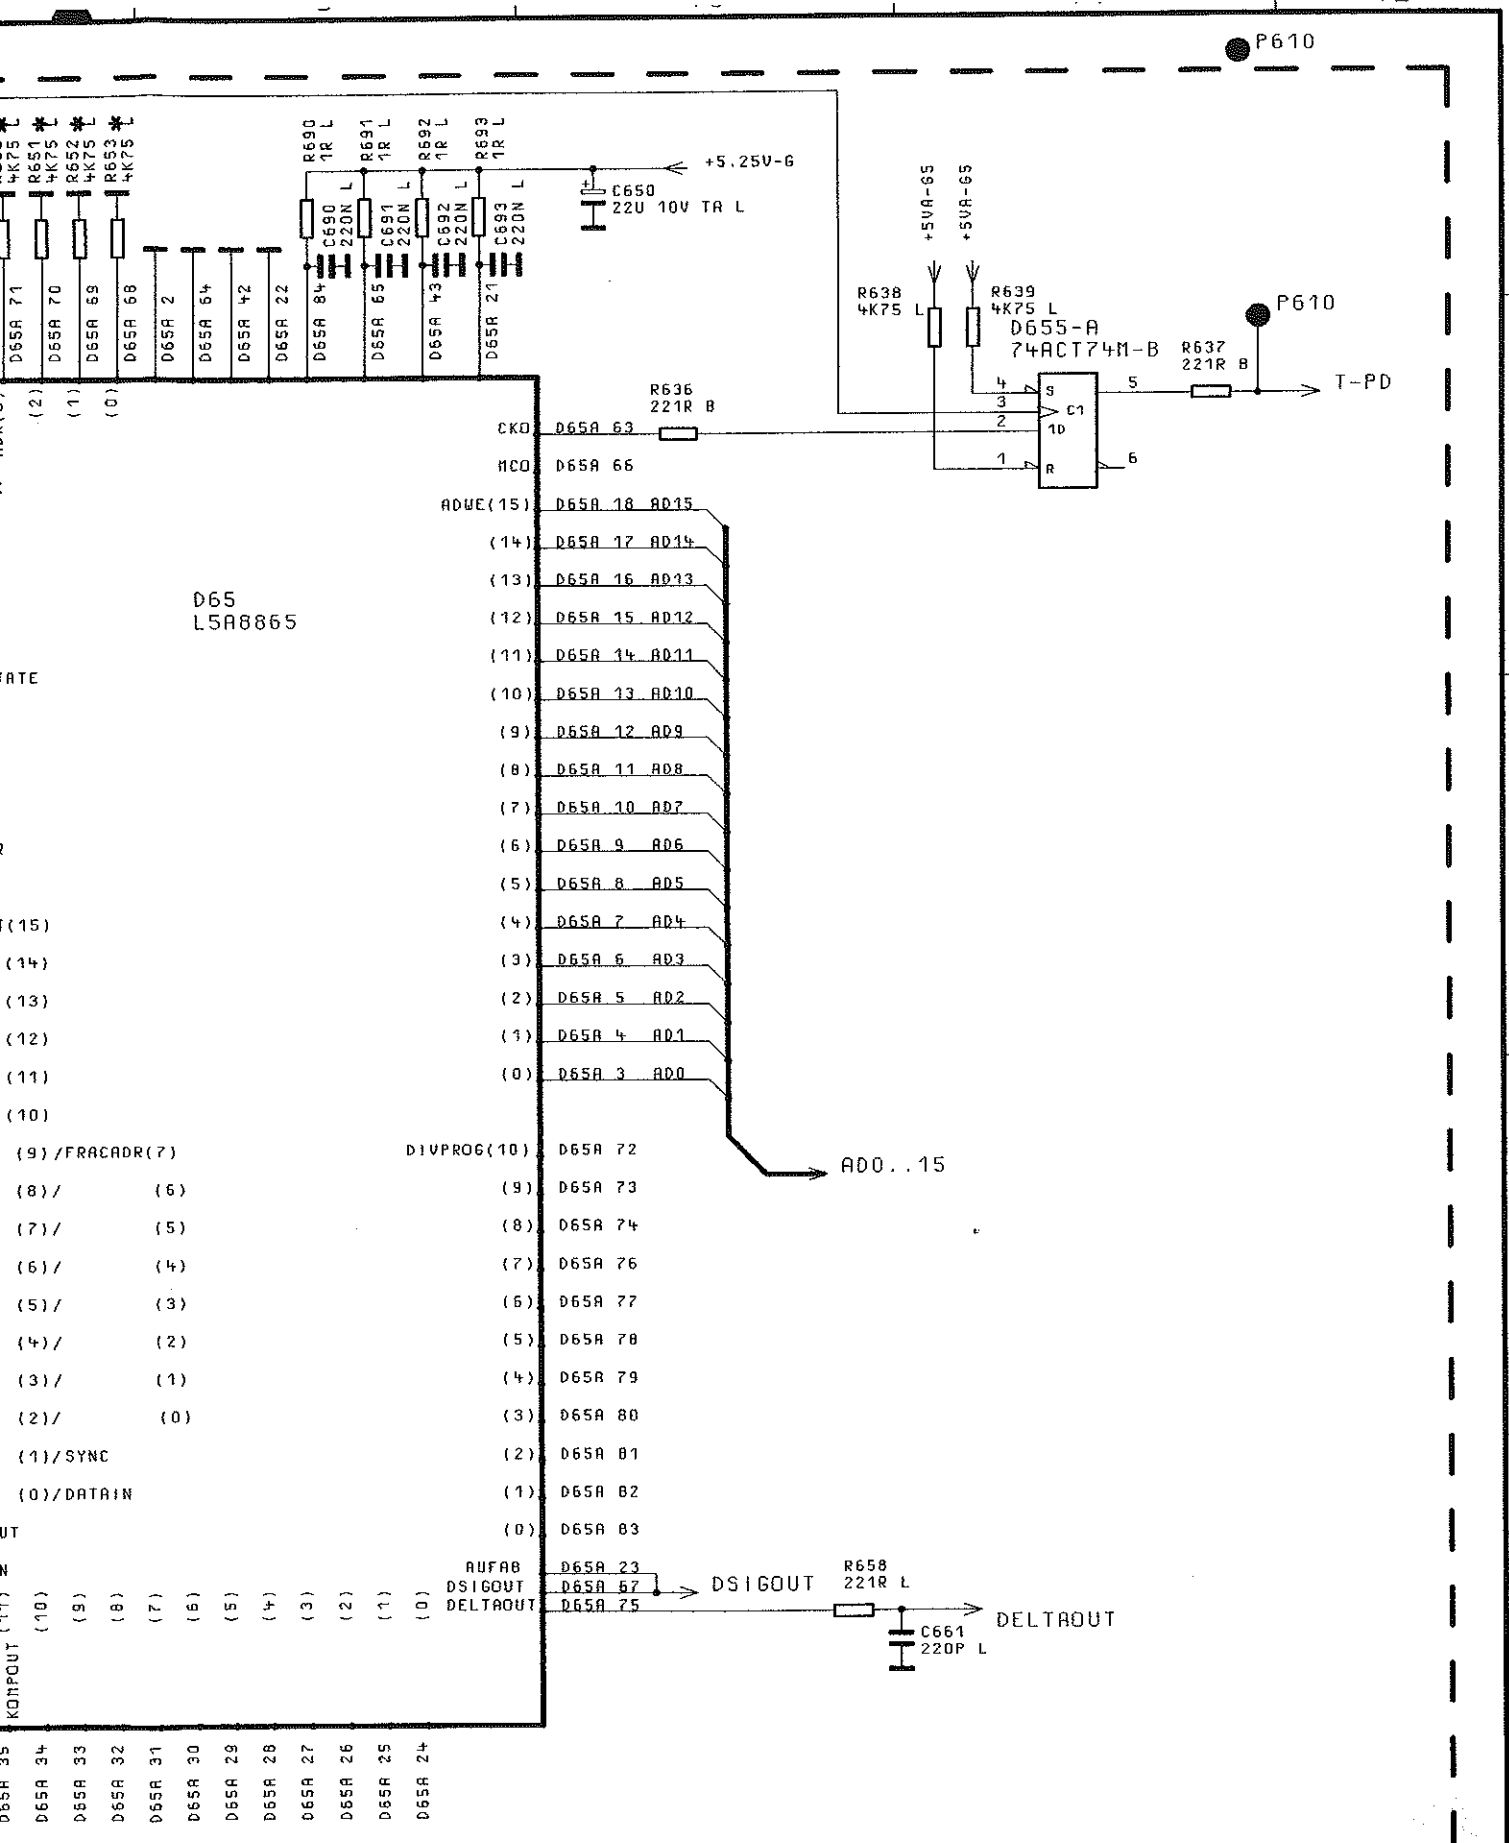 P610
R651
4K75 L
R652
4K75 L
R653
4K75 L
R690
1R L
R691
1R L
R692
1R L
R693
1R L
+5.25V-G
C650
22U 10V TA L
C690
220N L
C691
220N L
C692
220N L
C693
220N L
+5VA-G5
+5VA-G5
D65A 71
D65A 70
D65A 69
D65A 68
D65A 2
D65A 64
D65A 42
D65A 22
D65A 84
D65A 65
D65A 43
D65A 21
R638
4K75 L
R639
4K75 L
D655-A
74ACT74M-B
P610
R637
221R B
T-PD
4 S 5
3 C1
2 1D
1 R 6
R636
221R B
(2)
(1)
(0)
CKO D65A 63
MCO D65A 66
ADWE(15) D65A 18 AD15
(14) D65A 17 AD14
(13) D65A 16 AD13
D65
L5A8865
(12) D65A 15 AD12
(11) D65A 14 AD11
(10) D65A 13 AD10
(9) D65A 12 AD9
(8) D65A 11 AD8
(7) D65A 10 AD7
(6) D65A 9 AD6
(5) D65A 8 AD5
(15) (4) D65A 7 AD4
(14) (3) D65A 6 AD3
(13) (2) D65A 5 AD2
(12) (1) D65A 4 AD1
(11) (0) D65A 3 AD0
(10)
(9)/FRACADR(7) DIVPROG(10) D65A 72
AD0..15
(8)/ (6) (9) D65A 73
(7)/ (5) (8) D65A 74
(6)/ (4) (7) D65A 76
(5)/ (3) (6) D65A 77
(4)/ (2) (5) D65A 78
(3)/ (1) (4) D65A 79
(2)/ (0) (3) D65A 80
(1)/SYNC (2) D65A 81
(0)/DATAIN (1) D65A 82
UT (0) D65A 83
AUFAB D65A 23
DSIGOUT D65A 67 DSIGOUT
DELTAOUT D65A 75
R658
221R L
DELTAOUT
C661
220P L
KOMPOUT (11)
(10)
(9)
(8)
(7)
(6)
(5)
(4)
(3)
(2)
(1)
(0)
D65A 35
D65A 34
D65A 33
D65A 32
D65A 31
D65A 30
D65A 29
D65A 28
D65A 27
D65A 26
D65A 25
D65A 24